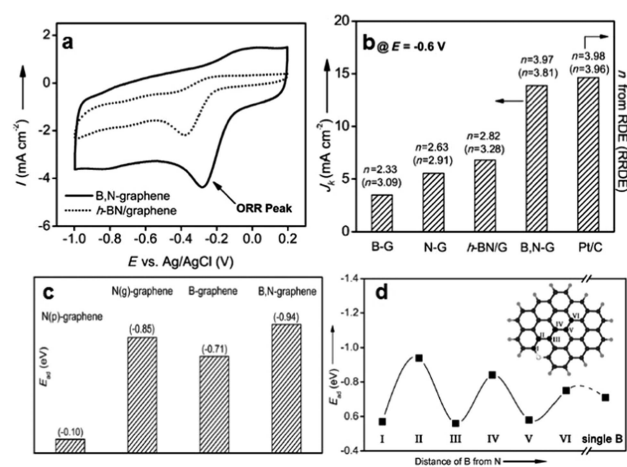 a
I (mA cm⁻²)
2
0
-2
-4
-6
B,N-graphene
h-BN/graphene
ORR Peak
-1.0 -0.8 -0.6 -0.4 -0.2 0.0 0.2
E vs. Ag/AgCl (V)
b @ E = -0.6 V
Jk (mA cm⁻²)
20
15
10
5
0
n=2.33
(n=3.09)
n=2.63
(n=2.91)
n=2.82
(n=3.28)
n=3.97
(n=3.81)
n=3.98
(n=3.96)
n from RDE (RRDE)
B-G N-G h-BN/G B,N-G Pt/C
c
Ead (eV)
N(p)-graphene
N(g)-graphene
B-graphene
B,N-graphene
(-0.10)
(-0.85)
(-0.71)
(-0.94)
d
Ead (eV)
-1.4
-1.2
-1.0
-0.8
-0.6
-0.4
VI
IV
V
II
III
I
I II III IV V VI single B
Distance of B from N